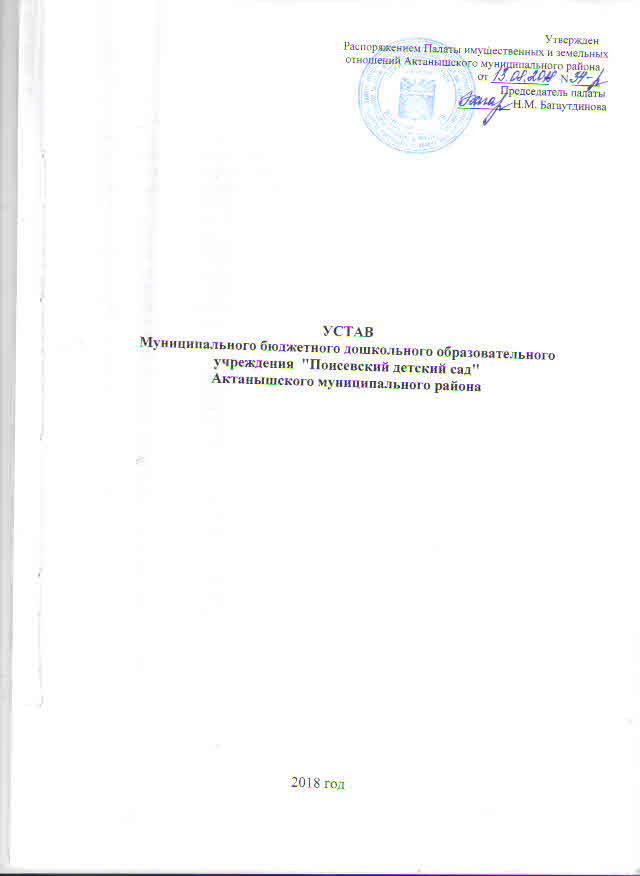 Утвержден
Распоряжением Палаты имущественных и земельных
отношений Актанышского муниципального района
от 13.08.2018 N 34-р
Председатель палаты
Н.М. Багаутдинова
УСТАВ
Муниципального бюджетного дошкольного образовательного
учреждения "Поисевский детский сад"
Актанышского муниципального района
2018 год